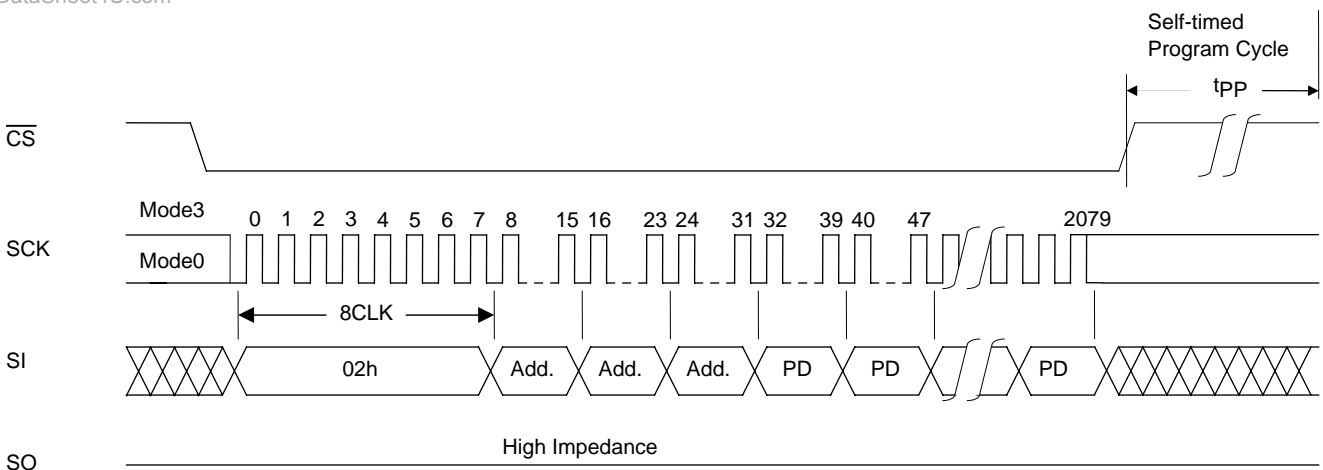 Self-timed
Program Cycle
tPP
CS
Mode3
0 1 2 3 4 5 6 7 8 15 16 23 24 31 32 39 40 47 2079
SCK
Mode0
8CLK
SI
02h Add. Add. Add. PD PD PD
High Impedance
SO